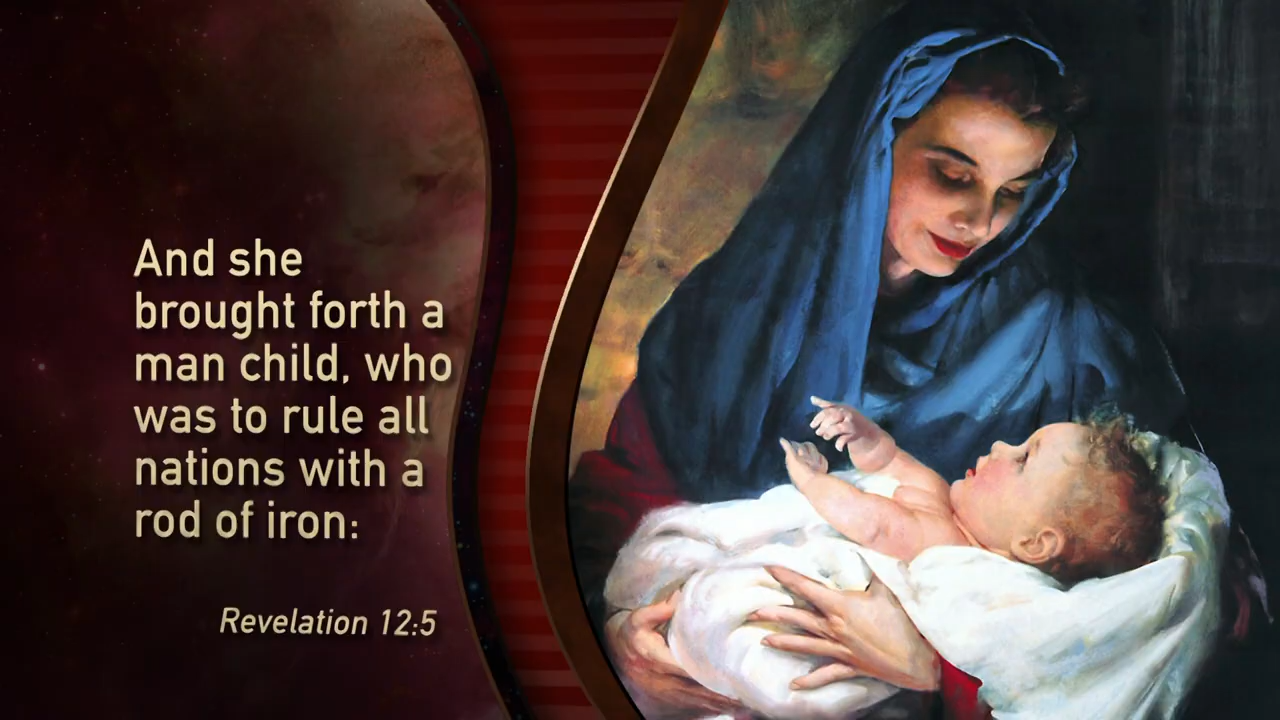 And she
brought forth a
man child, who
was to rule all
nations with a
rod of iron:
Revelation 12:5